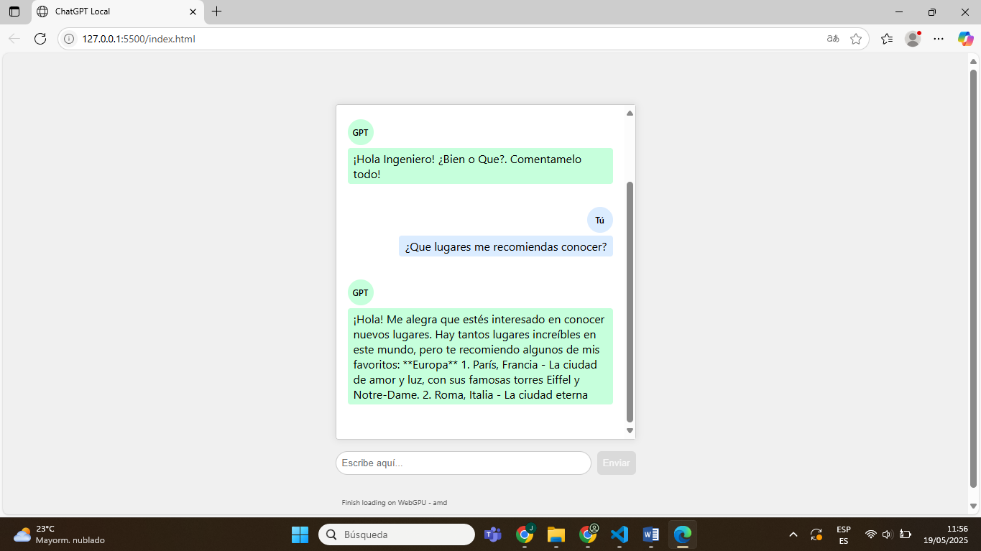 ChatGPT Local
127.0.0.1:5500/index.html
GPT
¡Hola Ingeniero! ¿Bien o Que?. Comentamelo
todo!
Tú
¿Que lugares me recomiendas conocer?
GPT
¡Hola! Me alegra que estés interesado en conocer
nuevos lugares. Hay tantos lugares increíbles en
este mundo, pero te recomiendo algunos de mis
favoritos: **Europa** 1. París, Francia - La ciudad
de amor y luz, con sus famosas torres Eiffel y
Notre-Dame. 2. Roma, Italia - La ciudad eterna
Escribe aquí...
Enviar
Finish loading on WebGPU - amd
23°C
Mayorm. nublado
Búsqueda
ESP
ES
11:56
19/05/2025